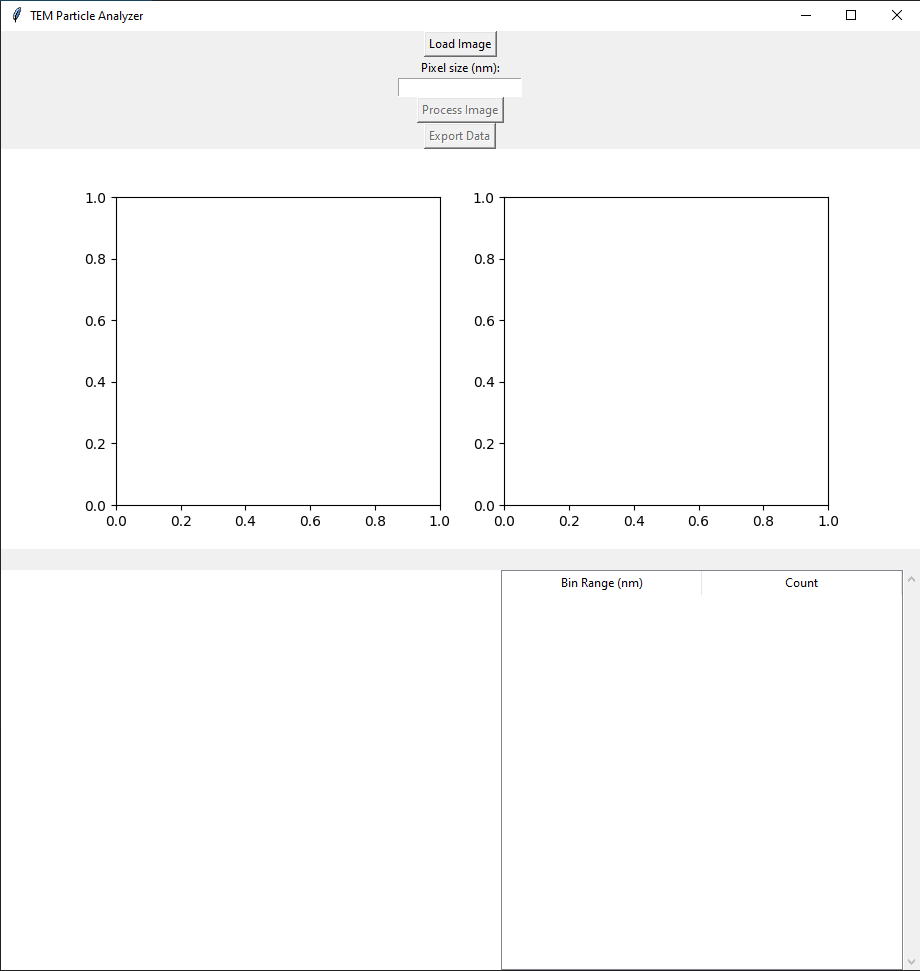 TEM Particle Analyzer
Load Image
Pixel size (nm):
Process Image
Export Data
1.0
0.8
0.6
0.4
0.2
0.0
0.0 0.2 0.4 0.6 0.8 1.0
1.0
0.8
0.6
0.4
0.2
0.0
0.0 0.2 0.4 0.6 0.8 1.0
Bin Range (nm) Count